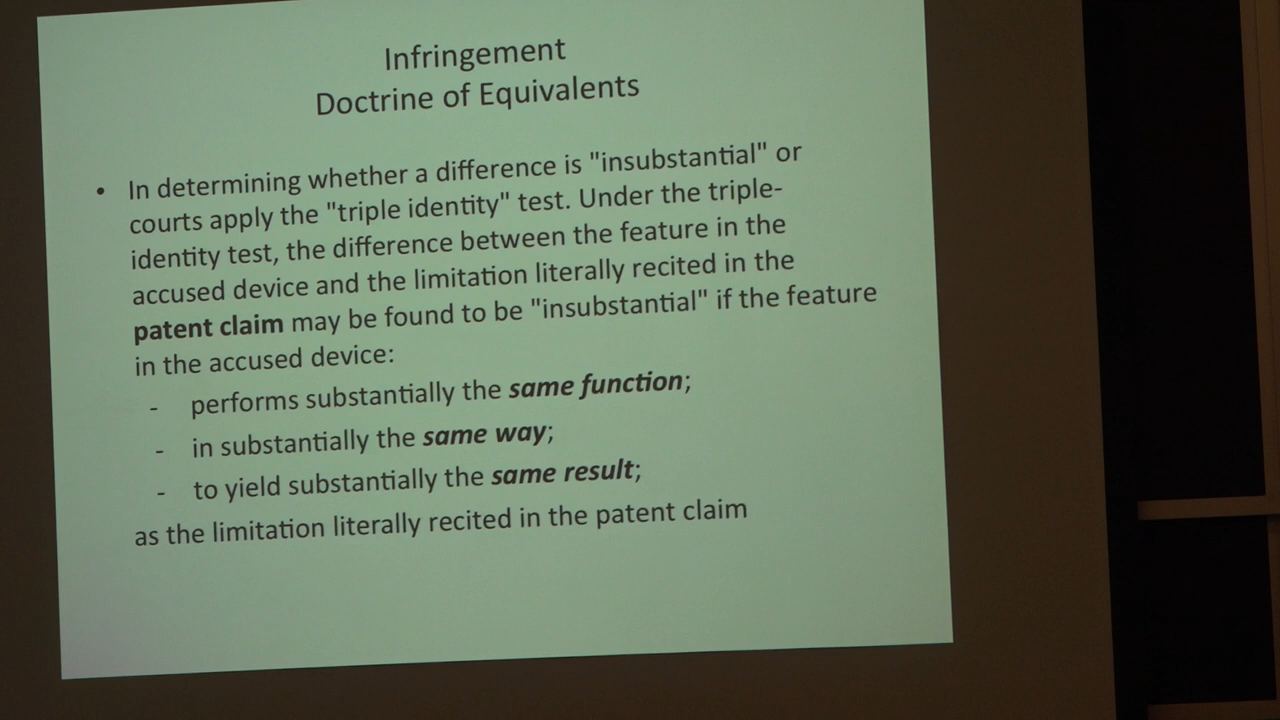 Infringement
Doctrine of Equivalents
• In determining whether a difference is "insubstantial" or
courts apply the "triple identity" test. Under the triple-
identity test, the difference between the feature in the
accused device and the limitation literally recited in the
patent claim may be found to be "insubstantial" if the feature
in the accused device:
- performs substantially the same function;
- in substantially the same way;
- to yield substantially the same result;
as the limitation literally recited in the patent claim